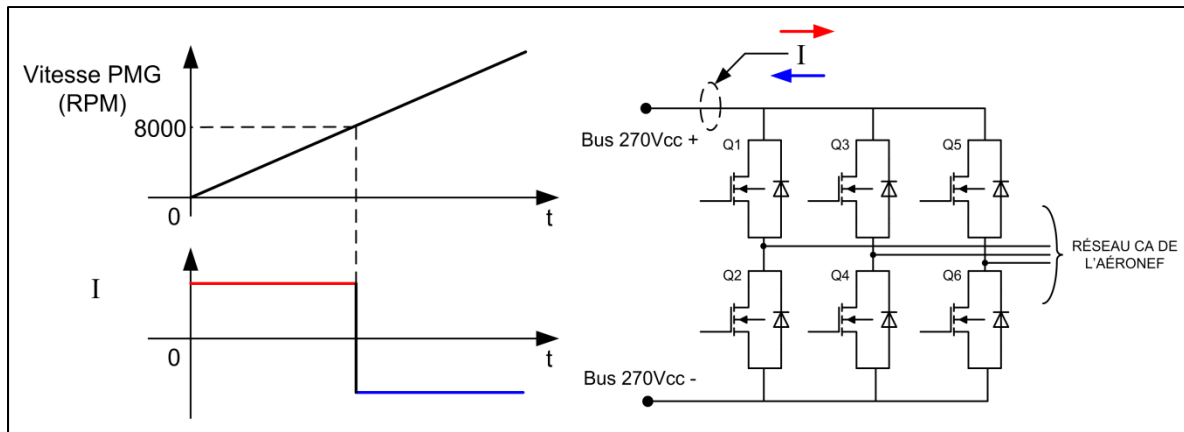 Vitesse PMG
(RPM)
8000
0
t
I
0
t
I
Bus 270Vcc +
Q1
Q3
Q5
RÉSEAU CA DE
L'AÉRONEF
Q2
Q4
Q6
Bus 270Vcc -